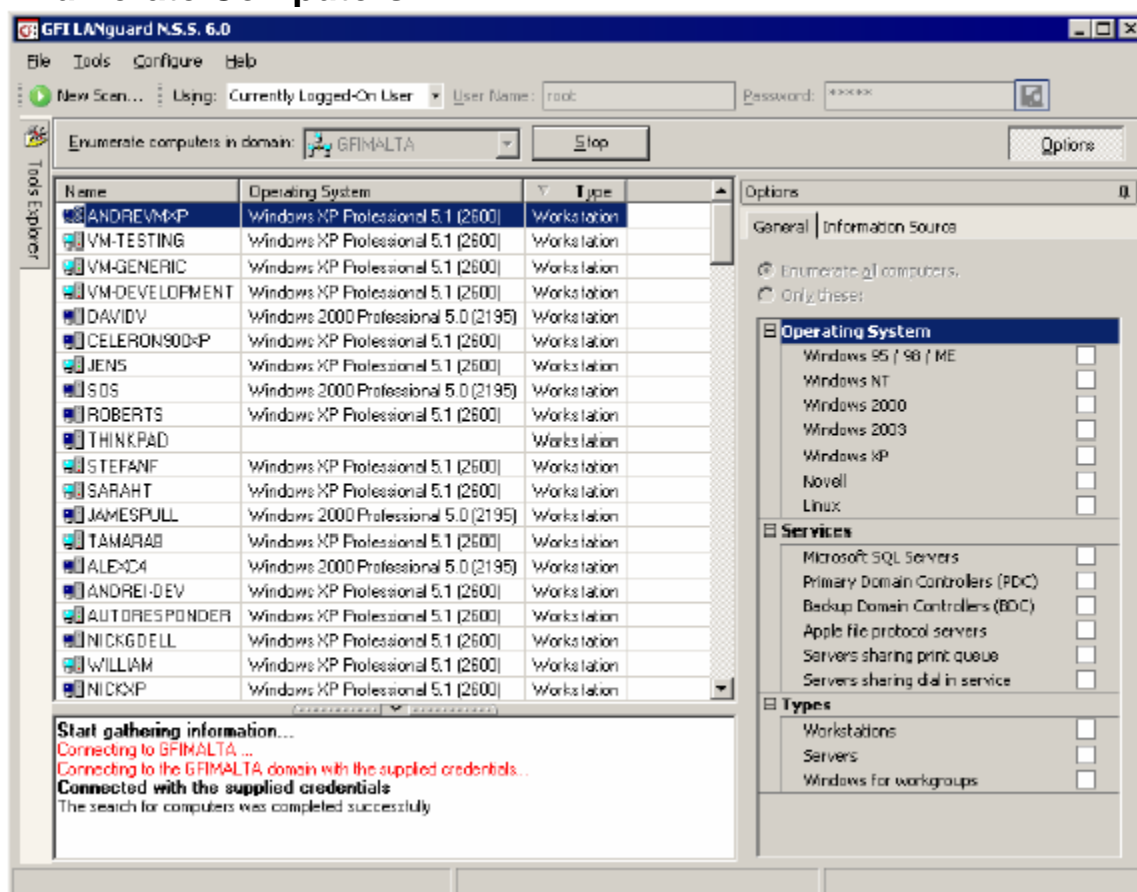 GFI LANguard N.S.S. 6.0
File Tools Configure Help
New Scan... Using: Currently Logged-On User User Name: root Password: *****
Enumerate computers in domain: GFIMALTA Stop Options
Tools Explorer
Name Operating System Type
ANDREVMXP Windows XP Professional 5.1 (2600) Workstation
VM-TESTING Windows XP Professional 5.1 (2600) Workstation
VM-GENERIC Windows XP Professional 5.1 (2600) Workstation
VM-DEVELOPMENT Windows XP Professional 5.1 (2600) Workstation
DAVIDV Windows 2000 Professional 5.0 (2195) Workstation
CELERON900XP Windows XP Professional 5.1 (2600) Workstation
JENS Windows XP Professional 5.1 (2600) Workstation
SDS Windows 2000 Professional 5.0 (2195) Workstation
ROBERTS Windows XP Professional 5.1 (2600) Workstation
THINKPAD Workstation
STEFANF Windows XP Professional 5.1 (2600) Workstation
SARAHT Windows XP Professional 5.1 (2600) Workstation
JAMESPULL Windows 2000 Professional 5.0 (2195) Workstation
Windows XP Professional 5.1 (2600) Workstation
Windows 2000 Professional 5.0 (2195) Workstation
ANDREI-DEV Windows XP Professional 5.1 (2600) Workstation
AUTORESPONDER Windows XP Professional 5.1 (2600) Workstation
Windows XP Professional 5.1 (2600) Workstation
WILLIAM Windows XP Professional 5.1 (2600) Workstation
NICKXP Windows XP Professional 5.1 (2600) Workstation
Start gathering information...
Connecting to GFIMALTA ...
Connecting to the GFIMALTA domain with the supplied credentials...
Connected with the supplied credentials
The search for computers was completed successfully
Options
General Information Source
Enumerate all computers.
Only these:
Operating System
Windows 95 / 98 / ME
Windows NT
Windows 2000
Windows 2003
Windows XP
Novell
Linux
Services
Microsoft SQL Servers
Primary Domain Controllers (PDC)
Backup Domain Controllers (BDC)
Apple file protocol servers
Servers sharing print queue
Servers sharing dial in service
Types
Workstations
Servers
Windows for workgroups